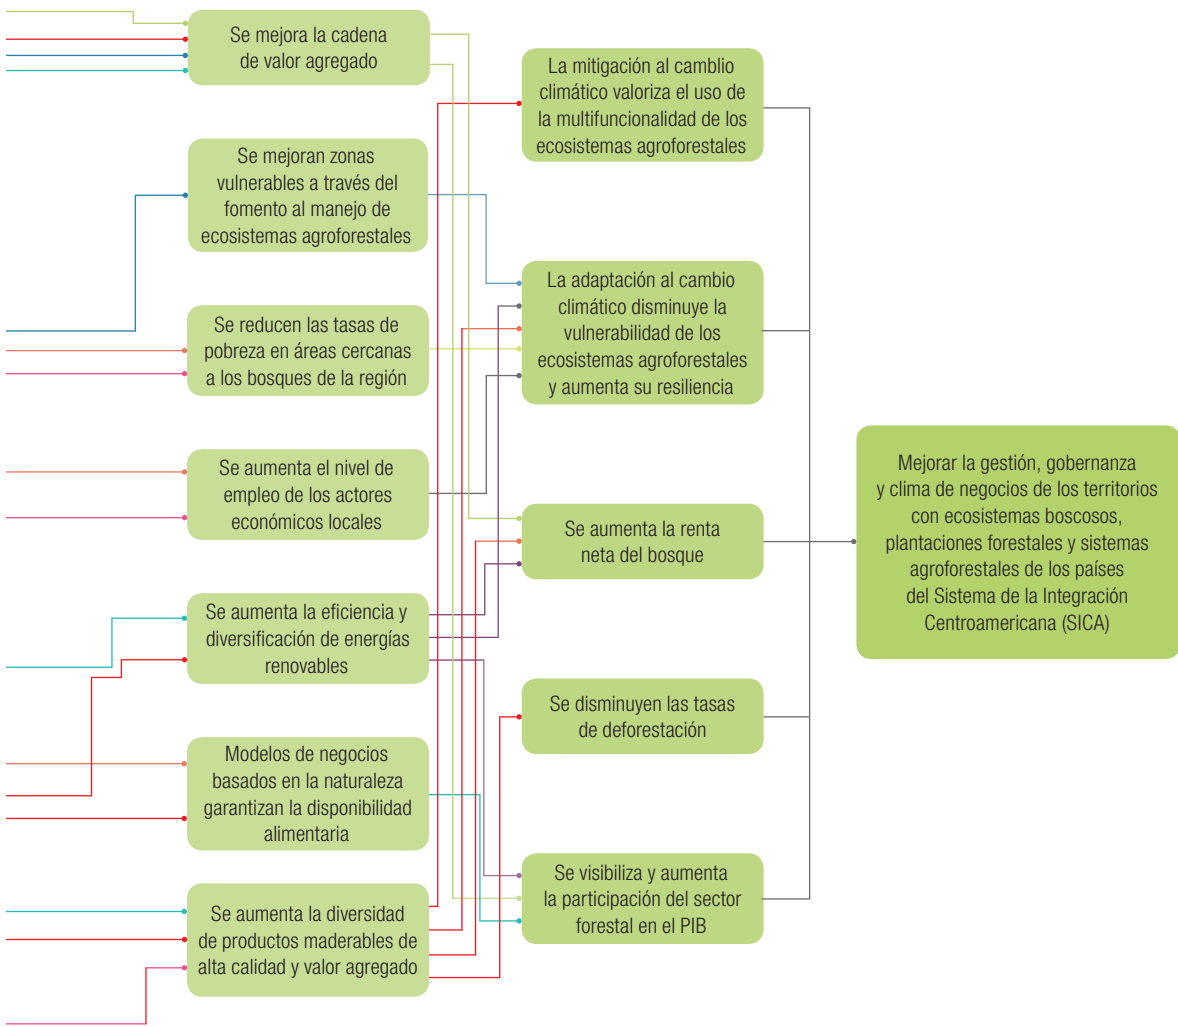 Se mejora la cadena
de valor agregado
Se mejoran zonas
vulnerables a través del
fomento al manejo de
ecosistemas agroforestales
Se reducen las tasas de
pobreza en áreas cercanas
a los bosques de la región
Se aumenta el nivel de
empleo de los actores
económicos locales
Se aumenta la eficiencia y
diversificación de energías
renovables
Modelos de negocios
basados en la naturaleza
garantizan la disponibilidad
alimentaria
Se aumenta la diversidad
de productos maderables de
alta calidad y valor agregado
La mitigación al camblio
climático valoriza el uso de
la multifuncionalidad de los
ecosistemas agroforestales
La adaptación al cambio
climático disminuye la
vulnerabilidad de los
ecosistemas agroforestales
y aumenta su resiliencia
Se aumenta la renta
neta del bosque
Se disminuyen las tasas
de deforestación
Se visibiliza y aumenta
la participación del sector
forestal en el PIB
Mejorar la gestión, gobernanza
y clima de negocios de los territorios
con ecosistemas boscosos,
plantaciones forestales y sistemas
agroforestales de los países
del Sistema de la Integración
Centroamericana (SICA)